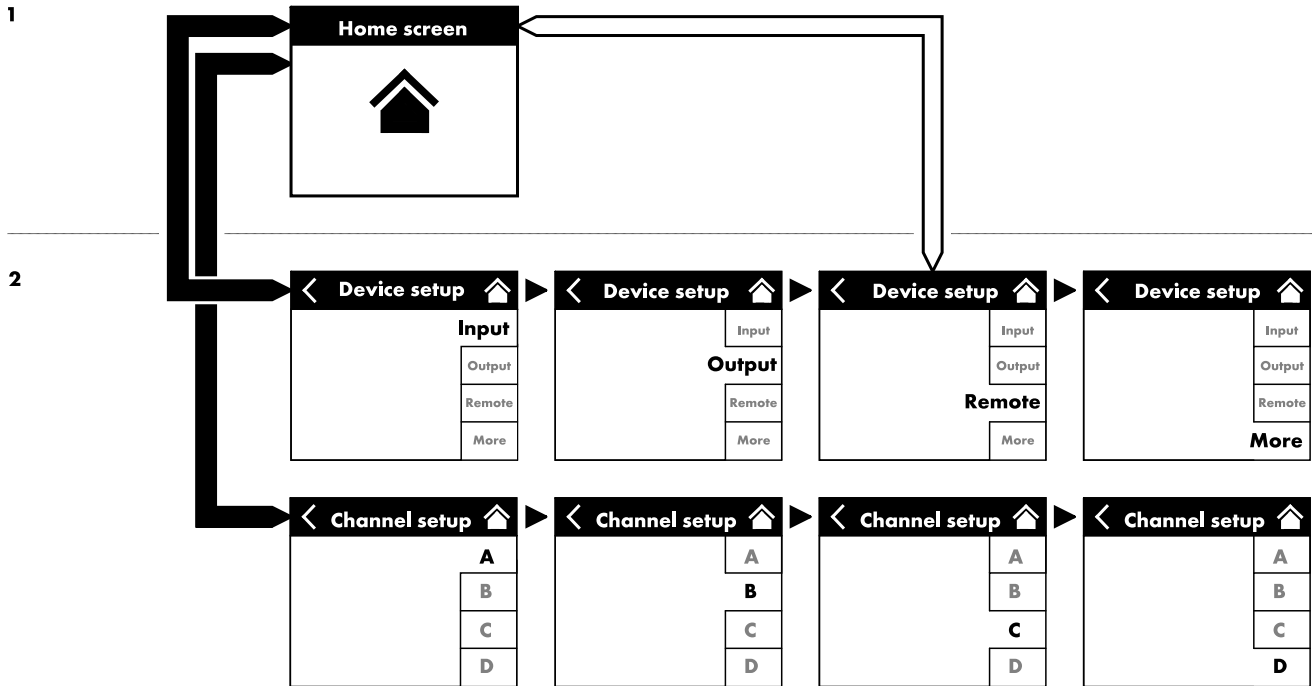 1
Home screen
2
Device setup
Input
Output
Remote
More
Device setup
Input
Output
Remote
More
Device setup
Input
Output
Remote
More
Device setup
Input
Output
Remote
More
Channel setup
A
B
C
D
Channel setup
A
B
C
D
Channel setup
A
B
C
D
Channel setup
A
B
C
D